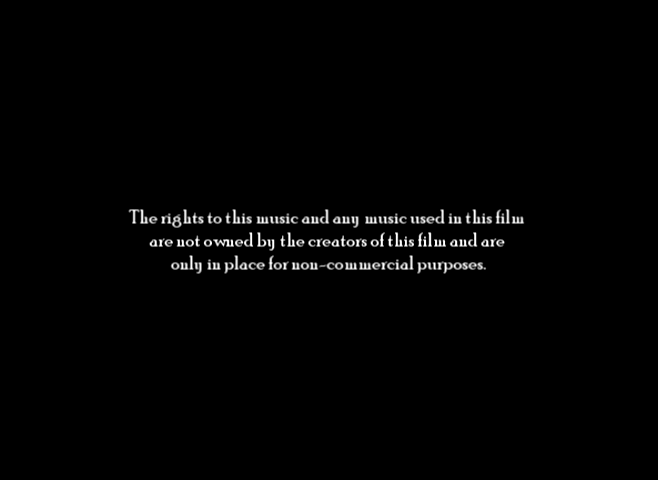 The rights to this music and any music used in this film
are not owned by the creators of this film and are
only in place for non-commercial purposes.